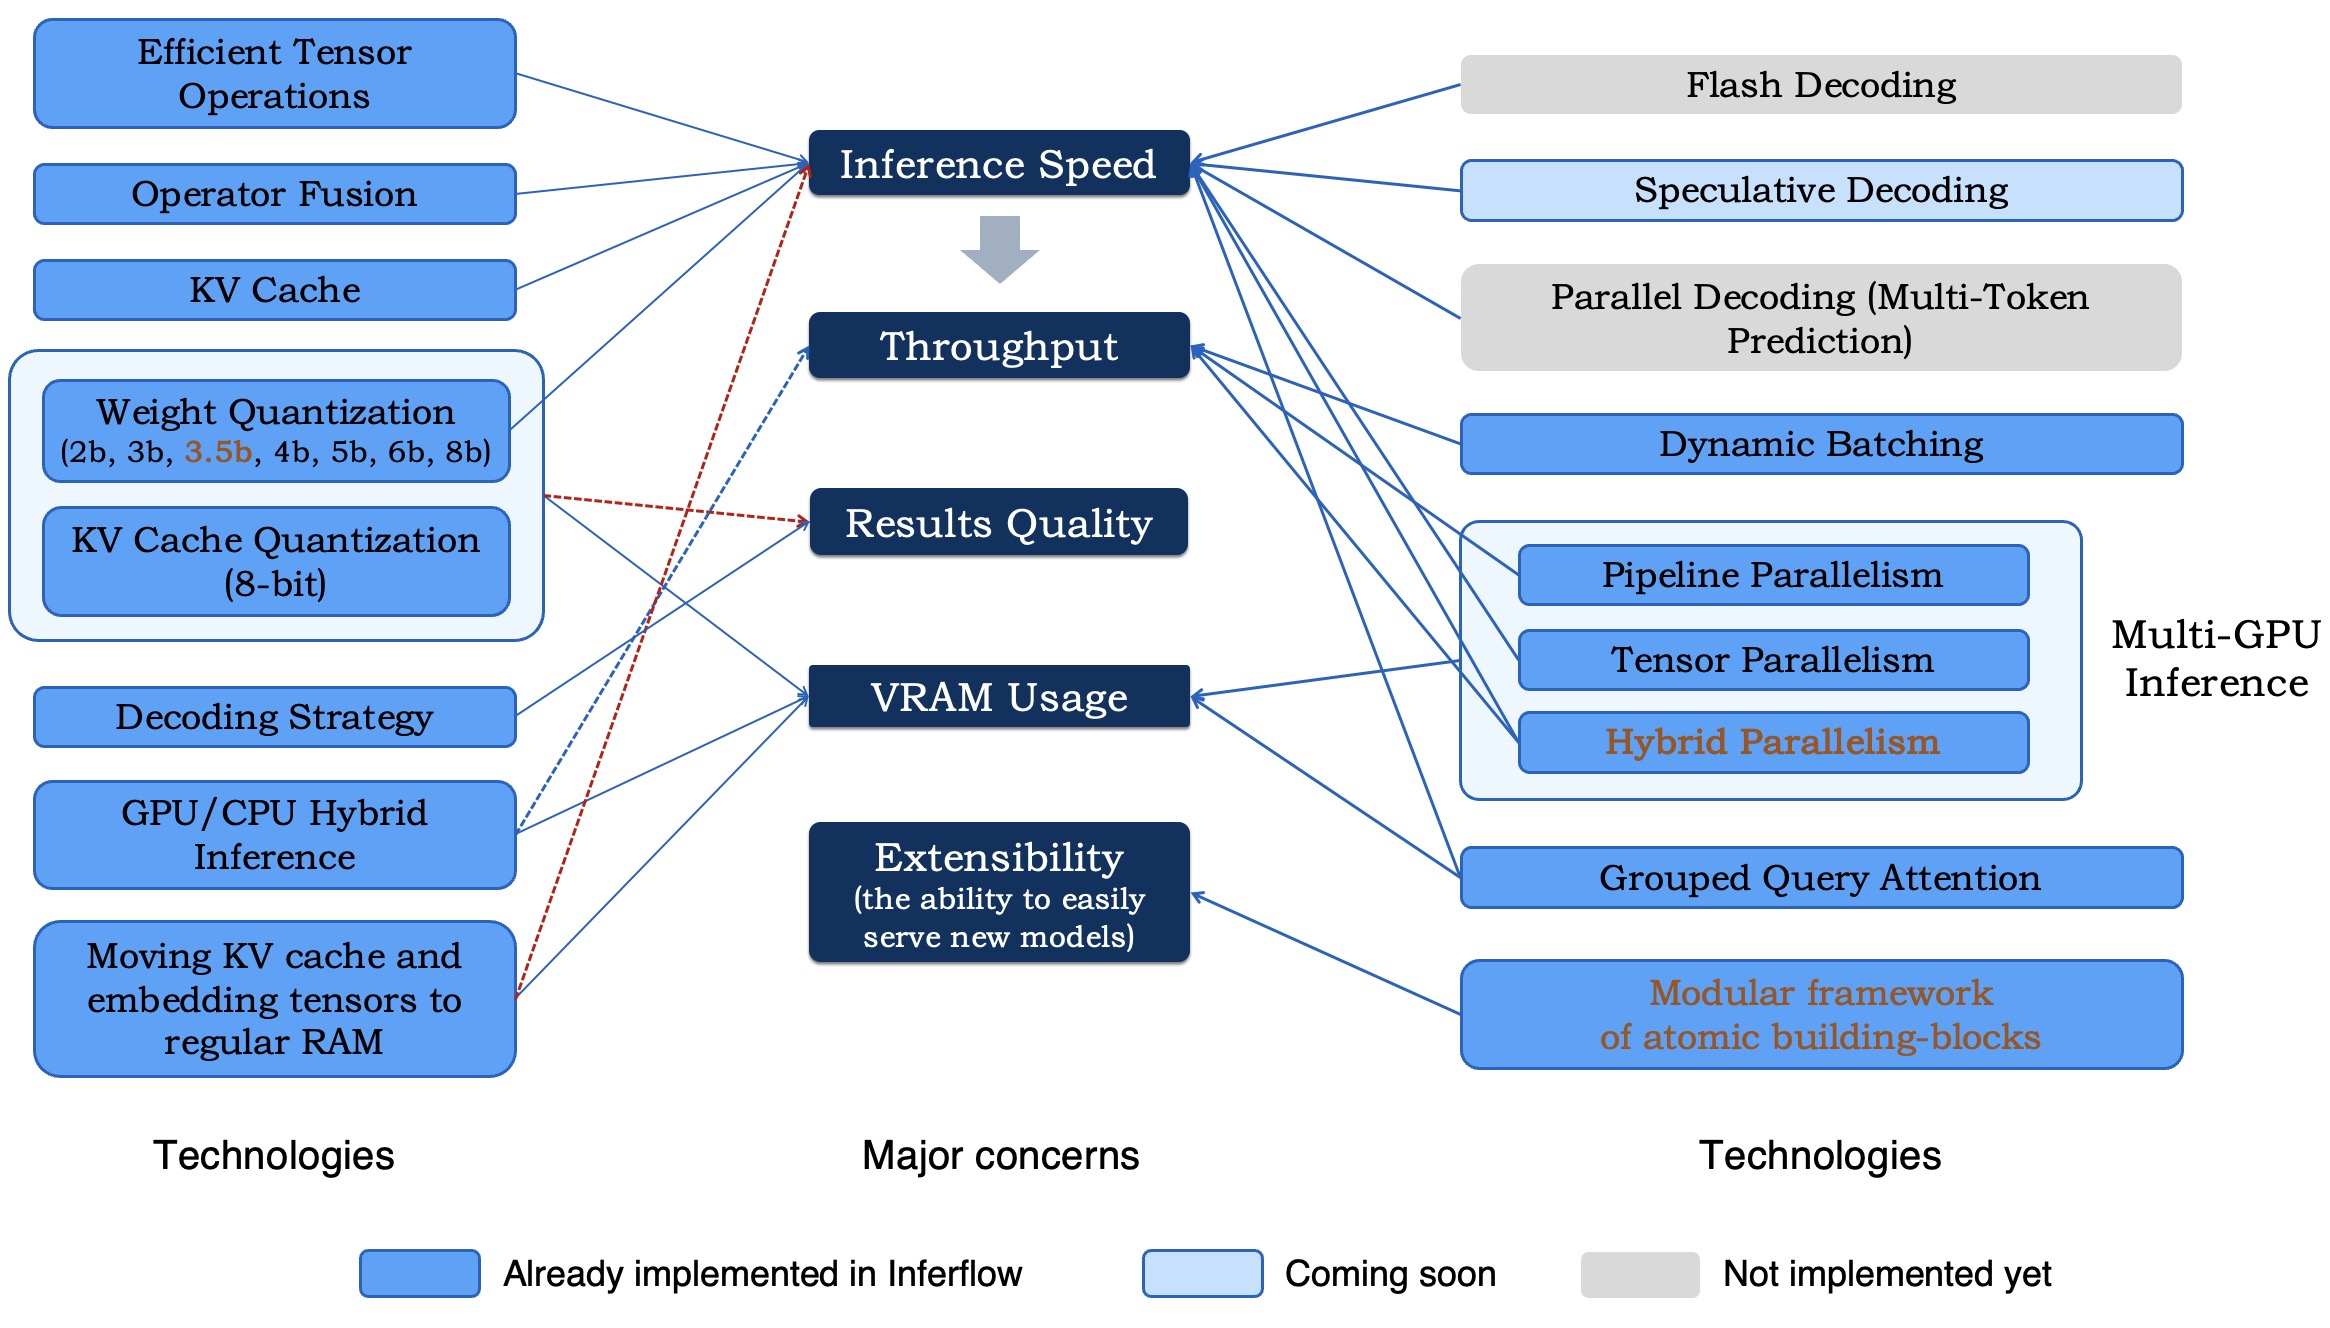 Efficient Tensor
Operations
Operator Fusion
KV Cache
Weight Quantization
(2b, 3b, 3.5b, 4b, 5b, 6b, 8b)
KV Cache Quantization
(8-bit)
Decoding Strategy
GPU/CPU Hybrid
Inference
Moving KV cache and
embedding tensors to
regular RAM
Technologies
Inference Speed
Throughput
Results Quality
VRAM Usage
Extensibility
(the ability to easily
serve new models)
Major concerns
Flash Decoding
Speculative Decoding
Parallel Decoding (Multi-Token
Prediction)
Dynamic Batching
Pipeline Parallelism
Tensor Parallelism
Hybrid Parallelism
Multi-GPU
Inference
Grouped Query Attention
Modular framework
of atomic building-blocks
Technologies
Already implemented in Inferflow
Coming soon
Not implemented yet